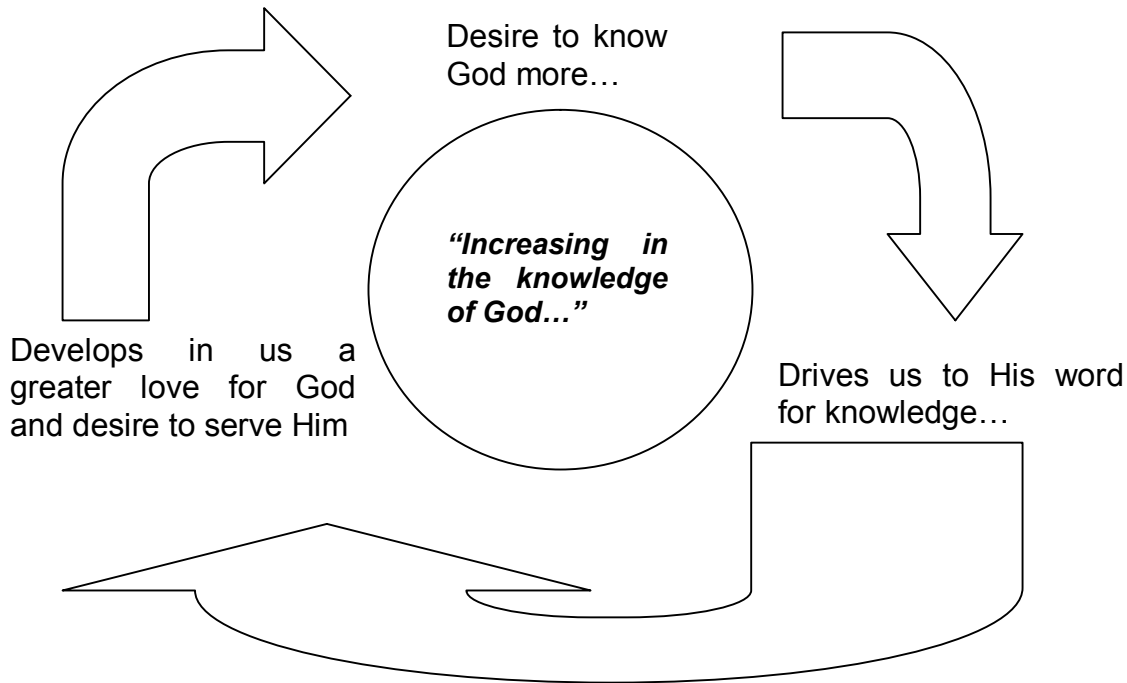 Desire to know
God more…
“Increasing in
the knowledge
of God…”
Develops in us a
greater love for God
and desire to serve Him
Drives us to His word
for knowledge…